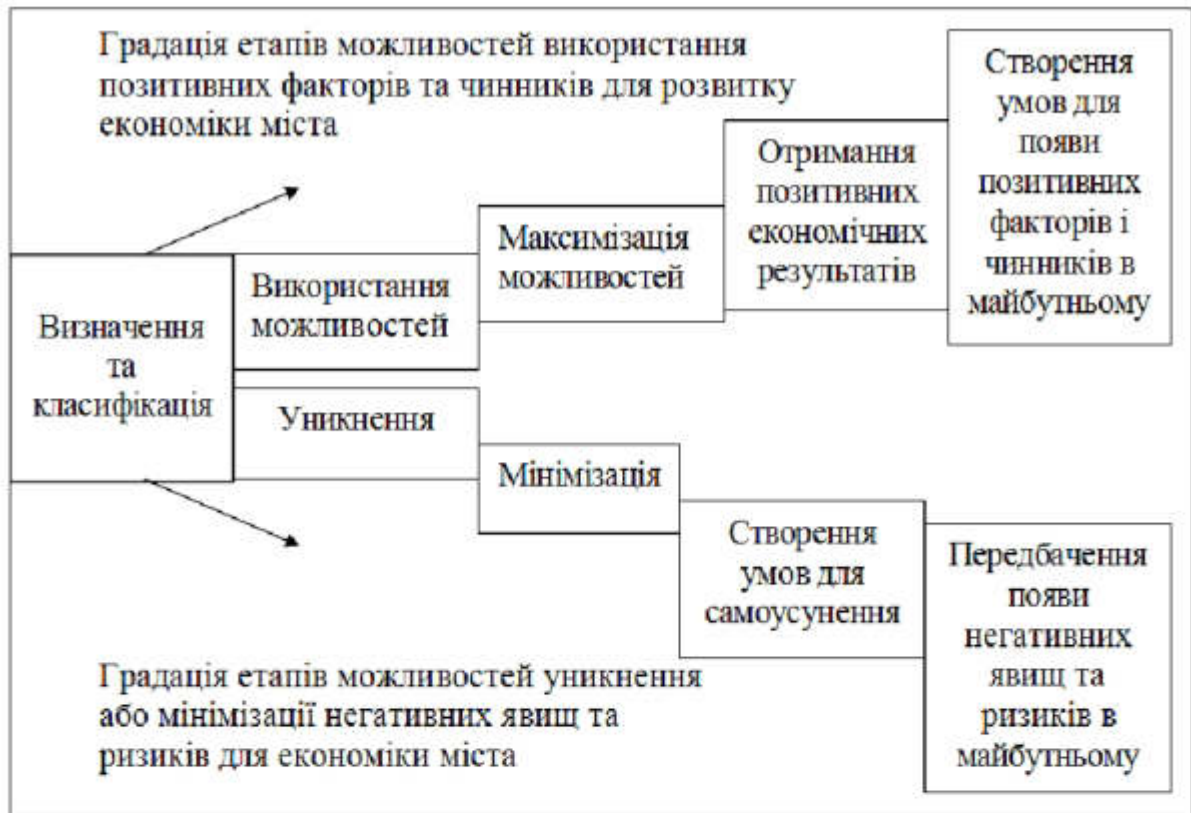 Градація етапів можливостей використання
позитивних факторів та чинників для розвитку
економіки міста
Визначення
та
класифікація
Використання
можливостей
Максимізація
можливостей
Отримання
позитивних
економічних
результатів
Створення
умов для
появи
позитивних
факторів і
чинників в
майбутньому
Уникнення
Мінімізація
Створення
умов для
самоусунення
Передбачення
появи
негативних
явищ та
ризиків в
майбутньому
Градація етапів можливостей уникнення
або мінімізації негативних явищ та
ризиків для економіки міста